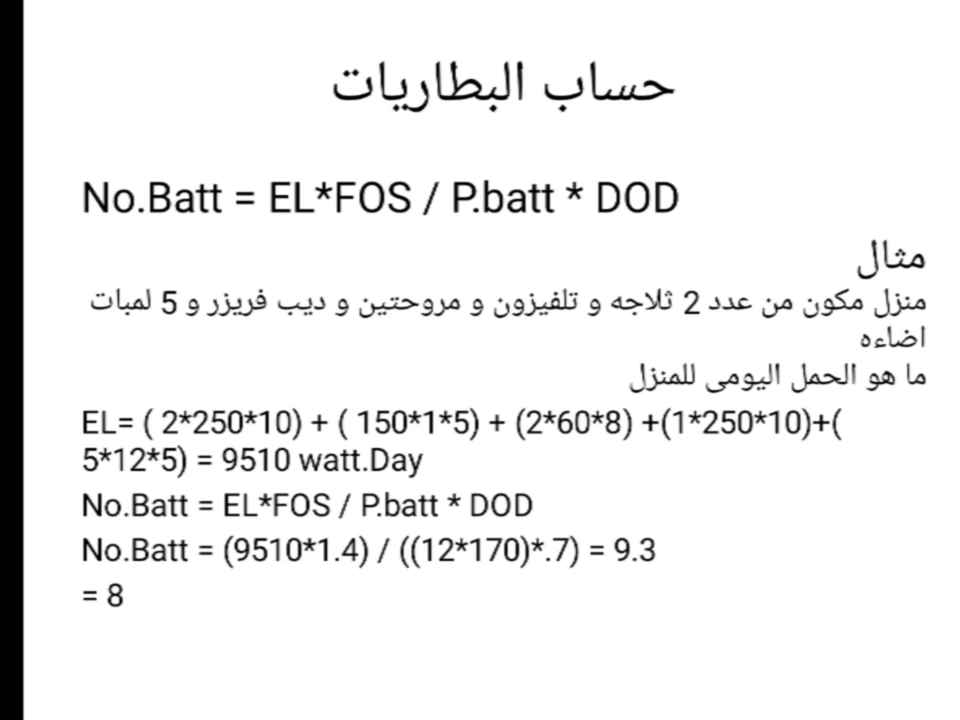 حساب البطاريات
No.Batt = EL*FOS / P.batt * DOD
مثال
منزل مكون من عدد 2 ثلاجه و تلفيزون و مروحتين و ديب فريزر و 5 لمبات
اضاءه
ما هو الحمل اليومى للمنزل
EL= ( 2*250*10) + ( 150*1*5) + (2*60*8) +(1*250*10)+(
5*12*5) = 9510 watt.Day
No.Batt = EL*FOS / P.batt * DOD
No.Batt = (9510*1.4) / ((12*170)*.7) = 9.3
= 8